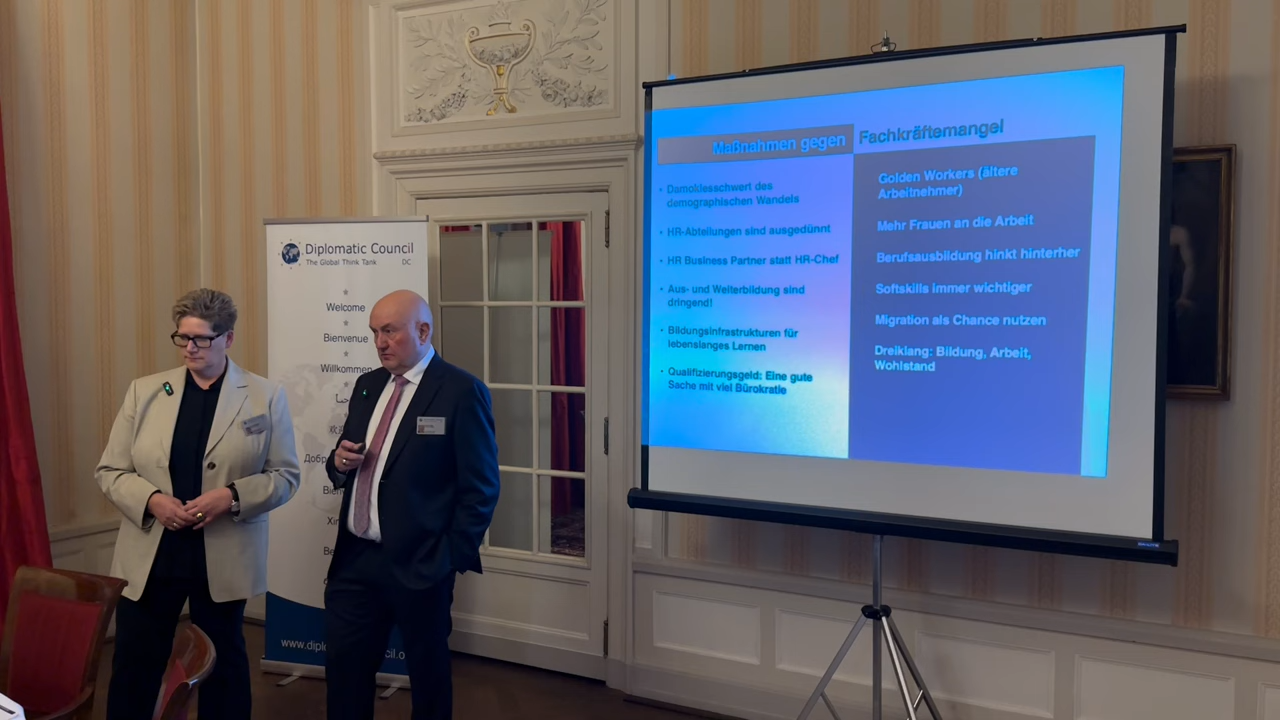 Diplomatic Council
The Global Think Tank DC
Welcome
Bienvenue
Willkommen
Maßnahmen gegen Fachkräftemangel
• Damoklesschwert des
demographischen Wandels
• HR-Abteilungen sind ausgedünnt
• HR Business Partner statt HR-Chef
• Aus- und Weiterbildung sind
dringend!
• Bildungsinfrastrukturen für
lebenslanges Lernen
• Qualifizierungsgeld: Eine gute
Sache mit viel Bürokratie
Golden Workers (ältere
Arbeitnehmer)
Mehr Frauen an die Arbeit
Berufsausbildung hinkt hinterher
Softskills immer wichtiger
Migration als Chance nutzen
Dreiklang: Bildung, Arbeit,
Wohlstand